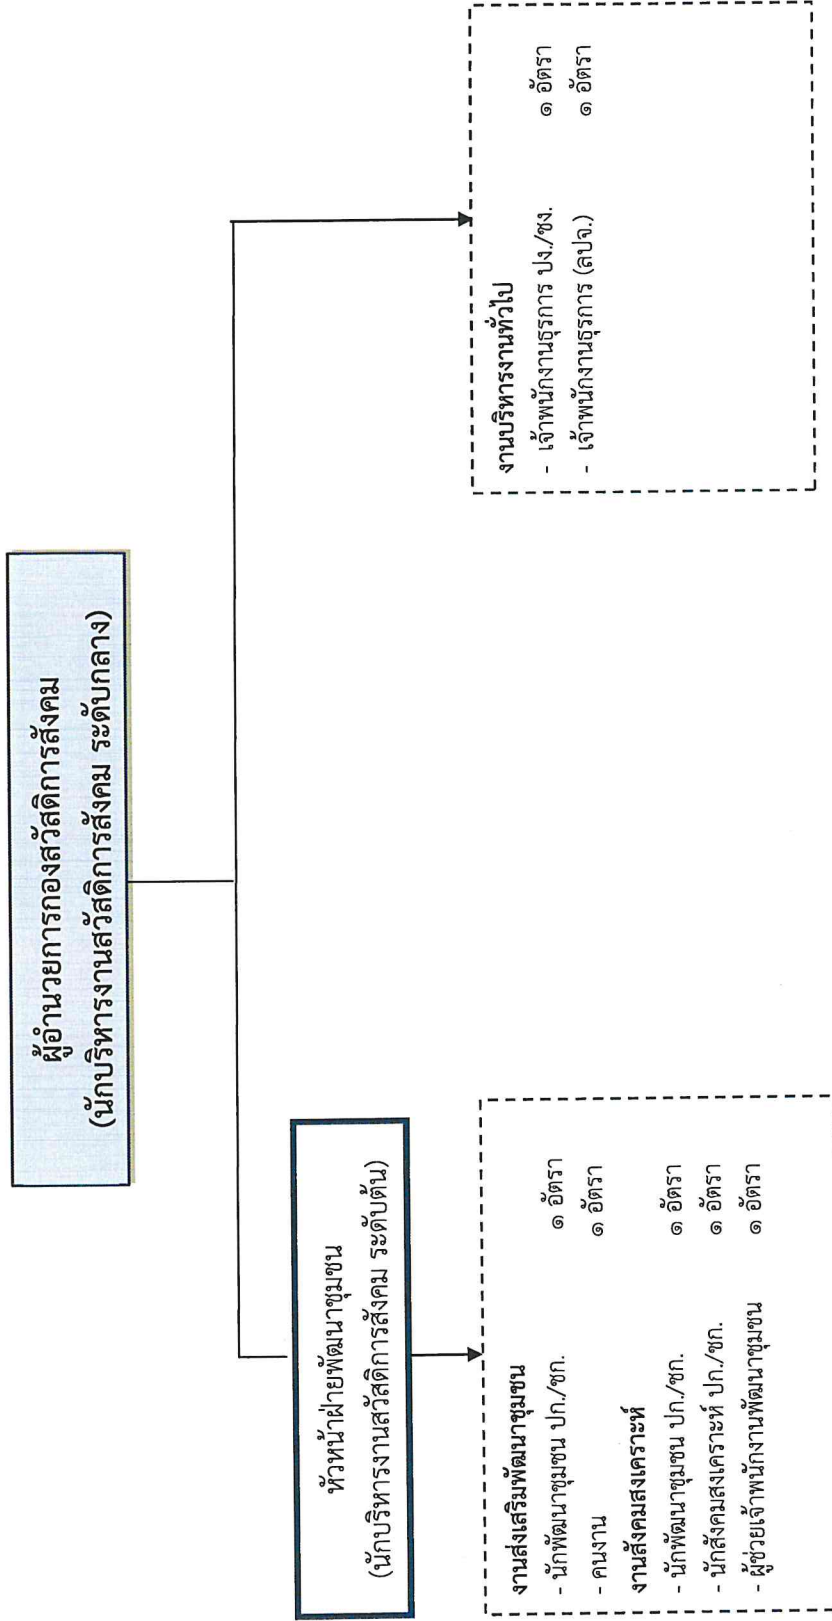 ผู้อำนวยการกองสวัสดิการสังคม
(นักบริหารงานสวัสดิการสังคม ระดับกลาง)
หัวหน้าฝ่ายพัฒนาชุมชน
(นักบริหารงานสวัสดิการสังคม ระดับต้น)
งานส่งเสริมพัฒนาชุมชน
- นักพัฒนาชุมชน ปก./ชก. ๑ อัตรา
- คนงาน ๑ อัตรา
งานสังคมสงเคราะห์
- นักพัฒนาชุมชน ปก./ชก. ๑ อัตรา
- นักสังคมสงเคราะห์ ปก./ชก. ๑ อัตรา
- ผู้ช่วยเจ้าพนักงานพัฒนาชุมชน ๑ อัตรา
งานบริหารงานทั่วไป
- เจ้าพนักงานธุรการ ปง./ชง. ๑ อัตรา
- เจ้าพนักงานธุรการ (ลปจ.) ๑ อัตรา